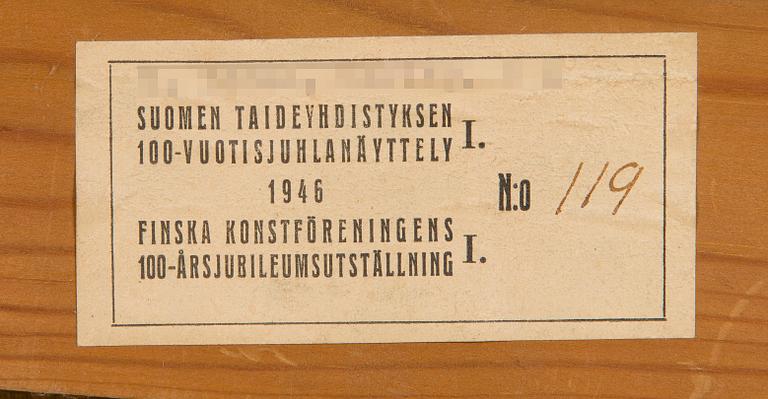 SUOMEN TAIDEYHDISTYKSEN
100-VUOTISJUHLANÄYTTELY I.
1946
N:o 119
FINSKA KONSTFÖRENINGENS
100-ÅRSJUBILEUMSUTSTÄLLNING I.